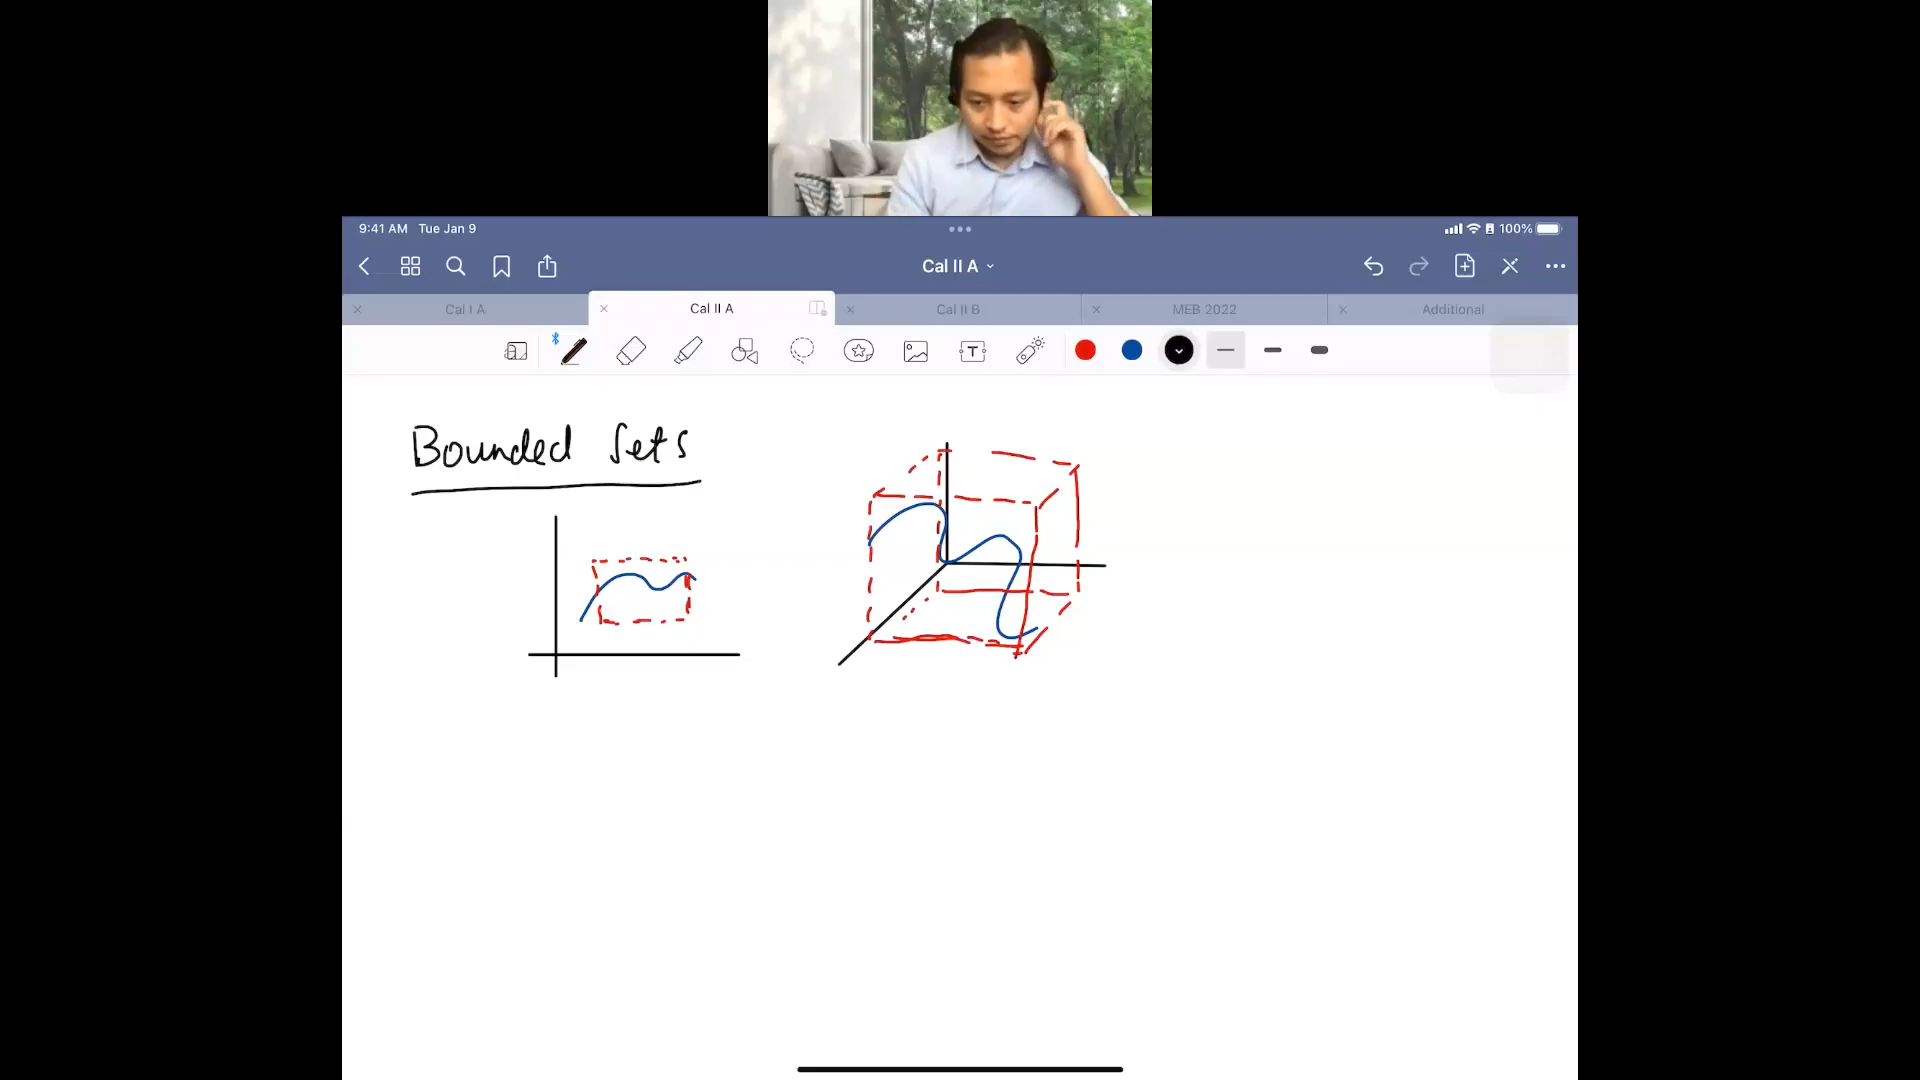 9:41 AM Tue Jan 9
100%
Cal II A
Cal I A
Cal II A
Cal II B
MEB 2022
Additional
T
Bounded Sets